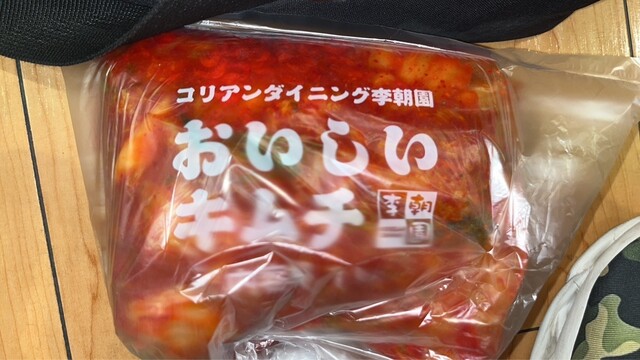 コリアンダイニング李朝園
おいしい
キムチ
李朝園